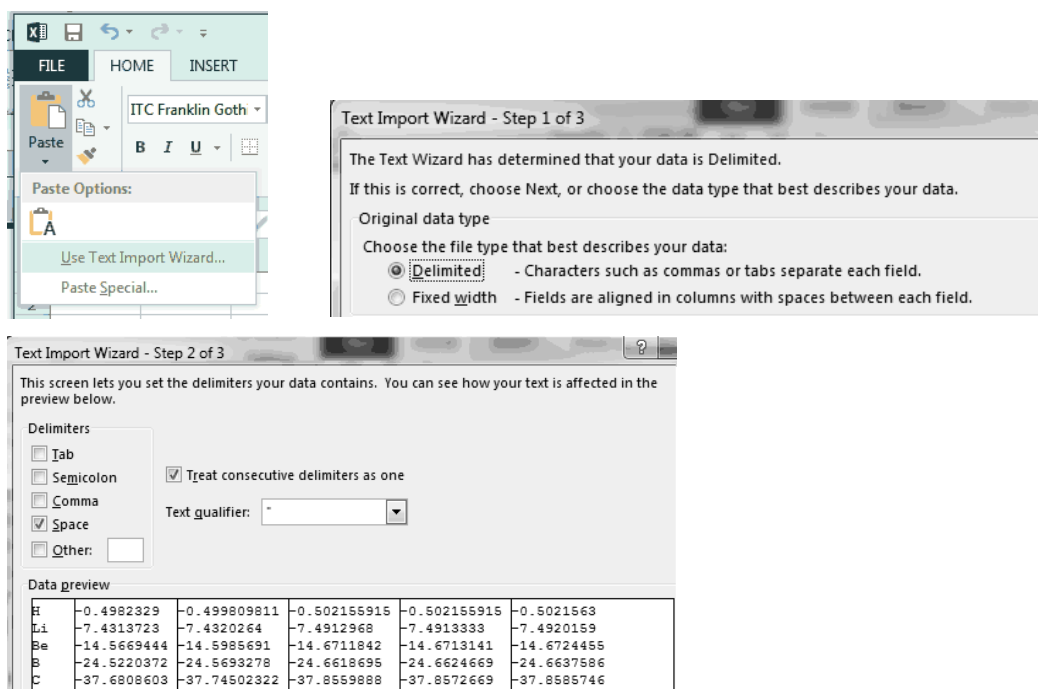 FILE HOME INSERT
ITC Franklin Gothi
Paste
B I U
Paste Options:
A
Use Text Import Wizard...
Paste Special...
2
Text Import Wizard - Step 1 of 3
The Text Wizard has determined that your data is Delimited.
If this is correct, choose Next, or choose the data type that best describes your data.
Original data type
Choose the file type that best describes your data:
Delimited - Characters such as commas or tabs separate each field.
Fixed width - Fields are aligned in columns with spaces between each field.
Text Import Wizard - Step 2 of 3
?
This screen lets you set the delimiters your data contains. You can see how your text is affected in the
preview below.
Delimiters
Tab
Semicolon
Treat consecutive delimiters as one
Comma
Text qualifier: "
Space
Other:
Data preview
H -0.4982329 -0.499809811 -0.502155915 -0.502155915 -0.5021563
Li -7.4313723 -7.4320264 -7.4912968 -7.4913333 -7.4920159
Be -14.5669444 -14.5985691 -14.6711842 -14.6713141 -14.6724455
B -24.5220372 -24.5693278 -24.6618695 -24.6624669 -24.6637586
C -37.6808603 -37.74502322 -37.8559888 -37.8572669 -37.8585746